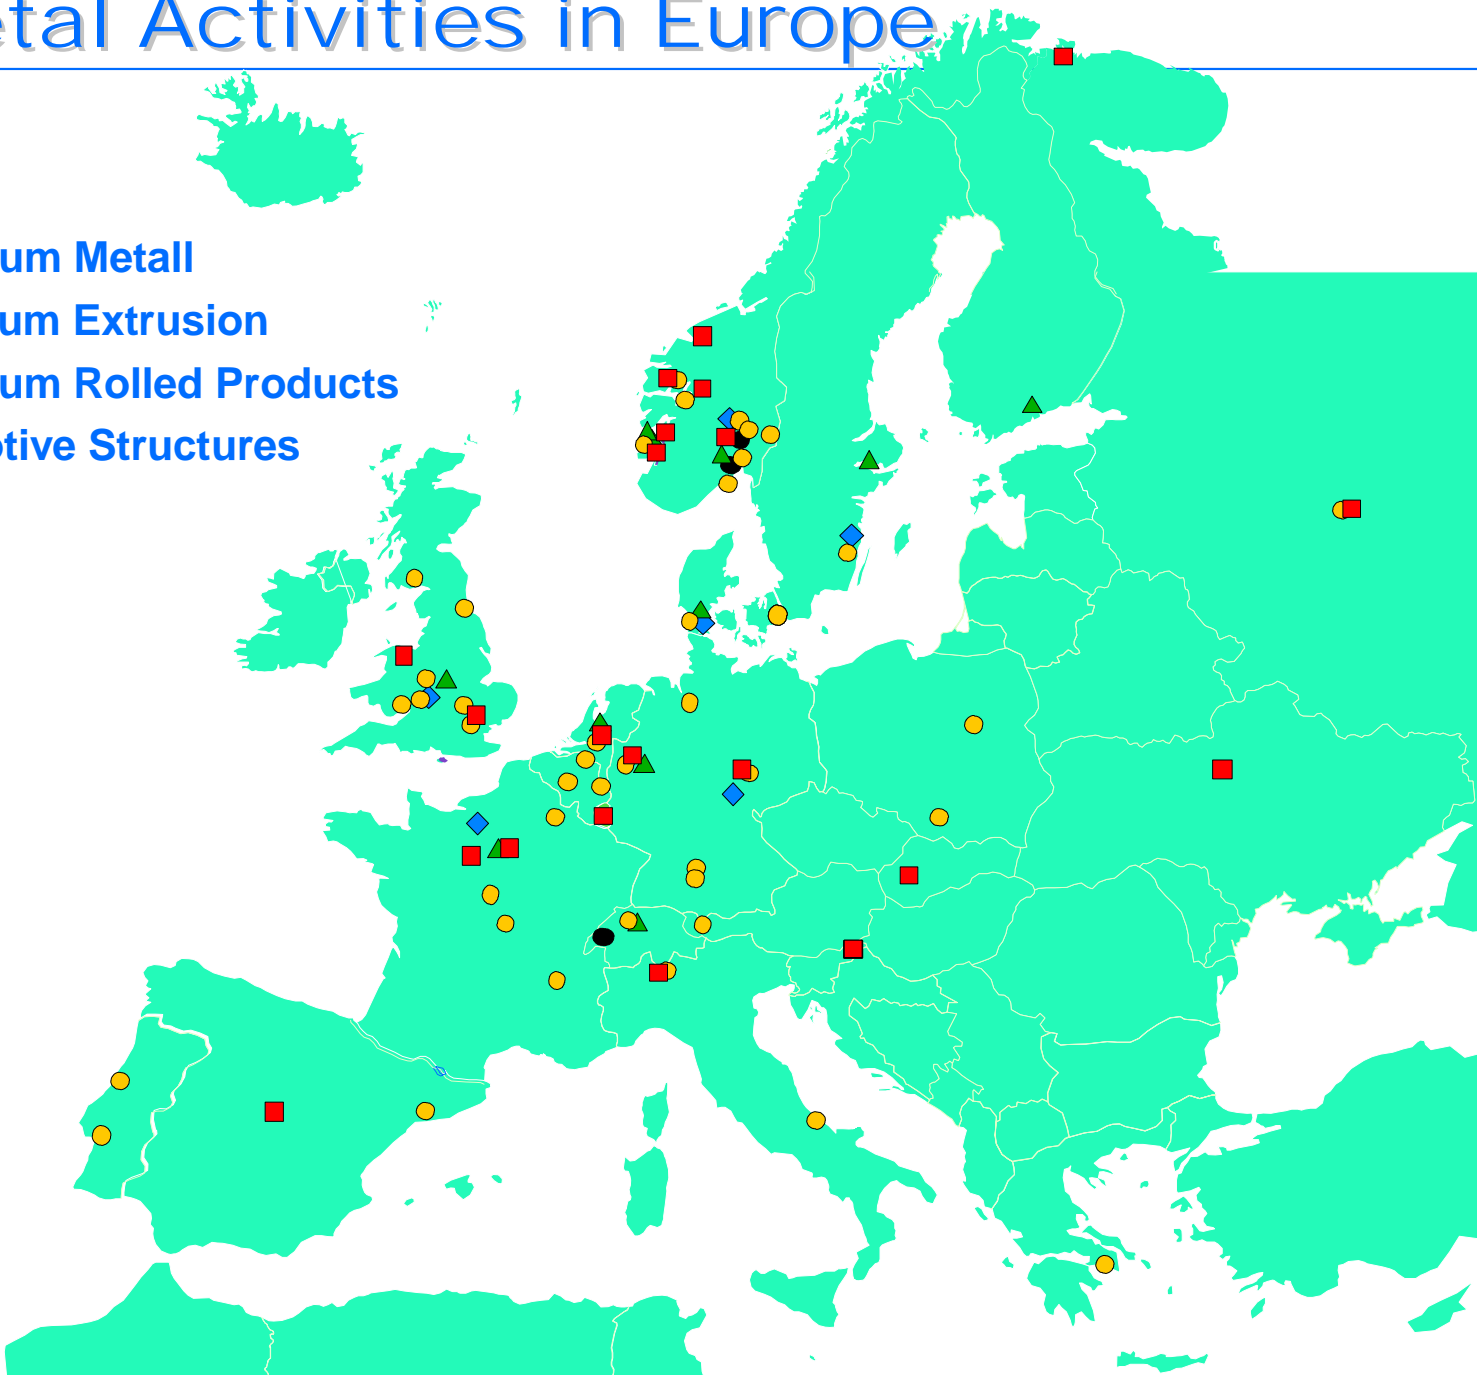 etal Activities in Europe
um Metall
um Extrusion
um Rolled Products
otive Structures